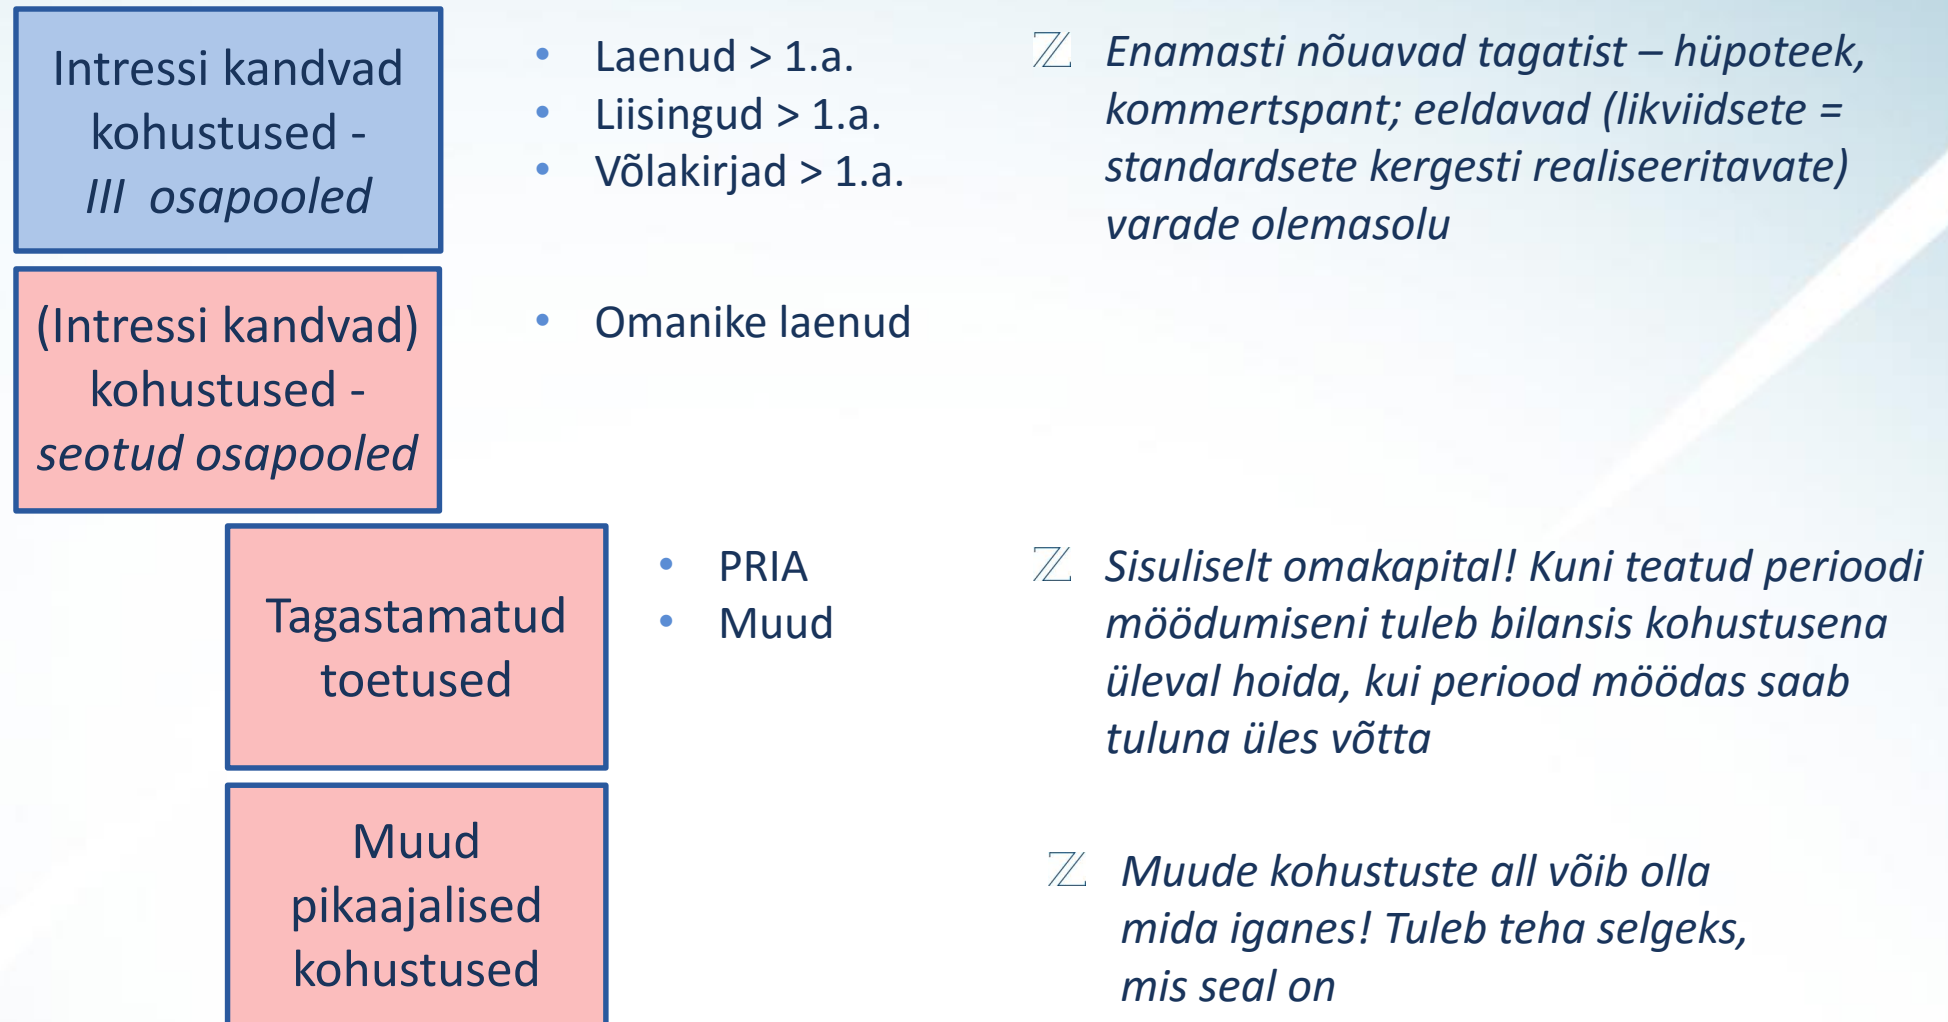 Intressi kandvad
kohustused -
III osapooled
• Laenud > 1.a.
• Liisingud > 1.a.
• Võlakirjad > 1.a.
ℤ Enamasti nõuavad tagatist – hüpoteek,
kommertspant; eeldavad (likviidsete =
standardsete kergesti realiseeritavate)
varade olemasolu
(Intressi kandvad)
kohustused -
seotud osapooled
• Omanike laenud
Tagastamatud
toetused
• PRIA
• Muud
ℤ Sisuliselt omakapital! Kuni teatud perioodi
möödumiseni tuleb bilansis kohustusena
üleval hoida, kui periood möödas saab
tuluna üles võtta
Muud
pikaajalised
kohustused
ℤ Muude kohustuste all võib olla
mida iganes! Tuleb teha selgeks,
mis seal on